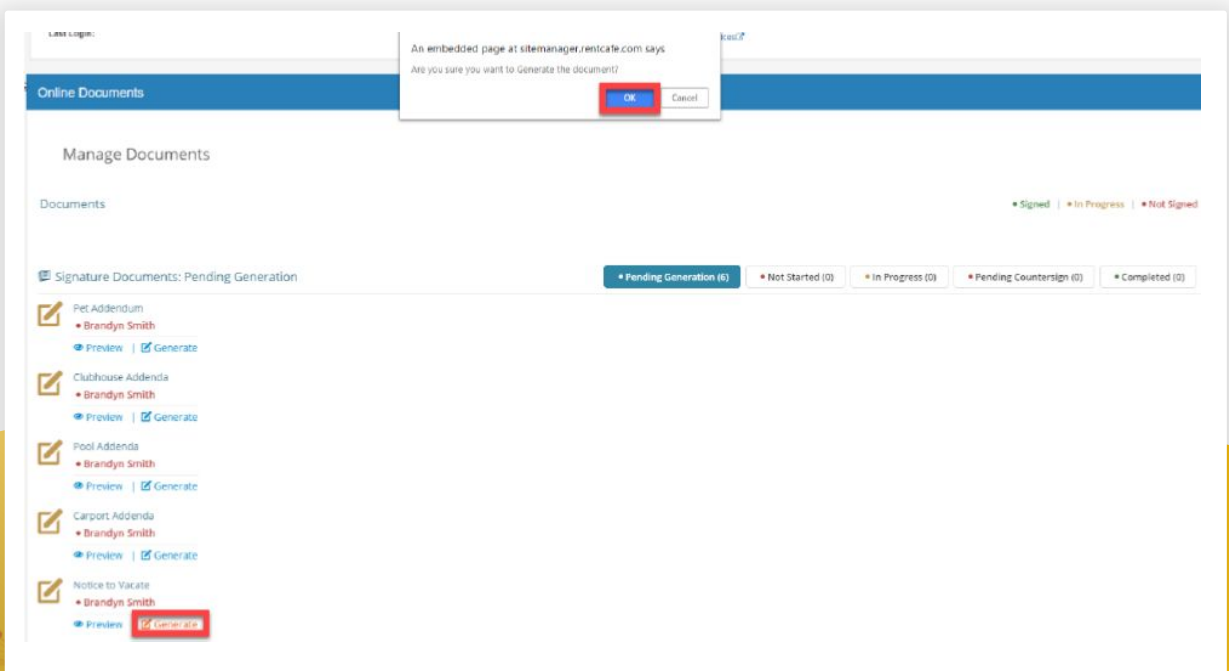 Last Login:
An embedded page at sitemanager.rentcafe.com says
Are you sure you want to Generate the document?
OK Cancel
Online Documents
Manage Documents
Documents
Signed | In Progress | Not Signed
Signature Documents: Pending Generation
Pending Generation (6) Not Started (0) In Progress (0) Pending Countersign (0) Completed (0)
Pet Addendum
Brandyn Smith
Preview | Generate
Clubhouse Addenda
Brandyn Smith
Preview | Generate
Pool Addenda
Brandyn Smith
Preview | Generate
Carport Addenda
Brandyn Smith
Preview | Generate
Notice to Vacate
Brandyn Smith
Preview Generate